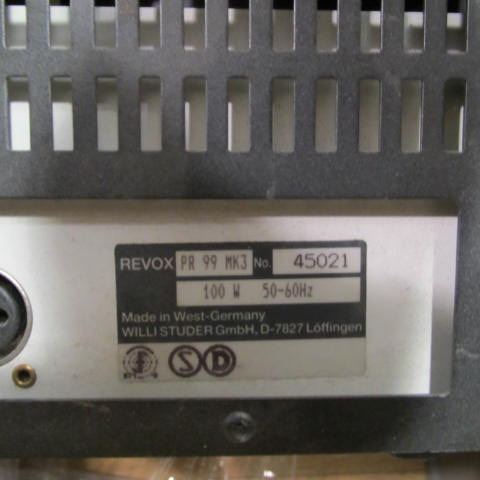 REVOX PR 99 MK3 No. 45021
100 W 50-60Hz
Made in West-Germany
WILLI STUDER GmbH, D-7827 Löffingen